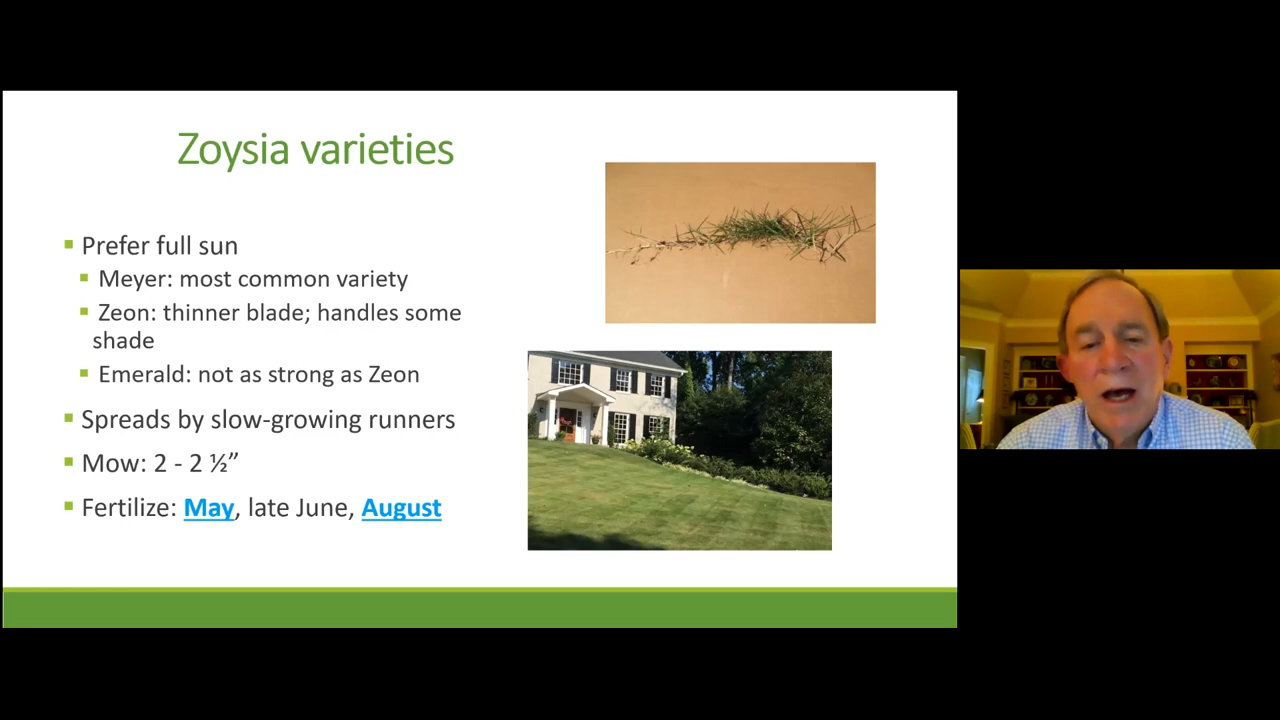 Zoysia varieties
Prefer full sun
Meyer: most common variety
Zeon: thinner blade; handles some
shade
Emerald: not as strong as Zeon
Spreads by slow-growing runners
Mow: 2 - 2 ½”
Fertilize: May, late June, August